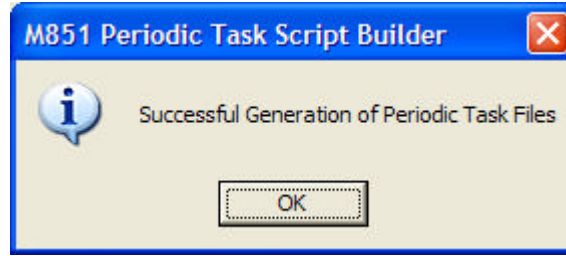 M851 Periodic Task Script Builder
Successful Generation of Periodic Task Files
OK